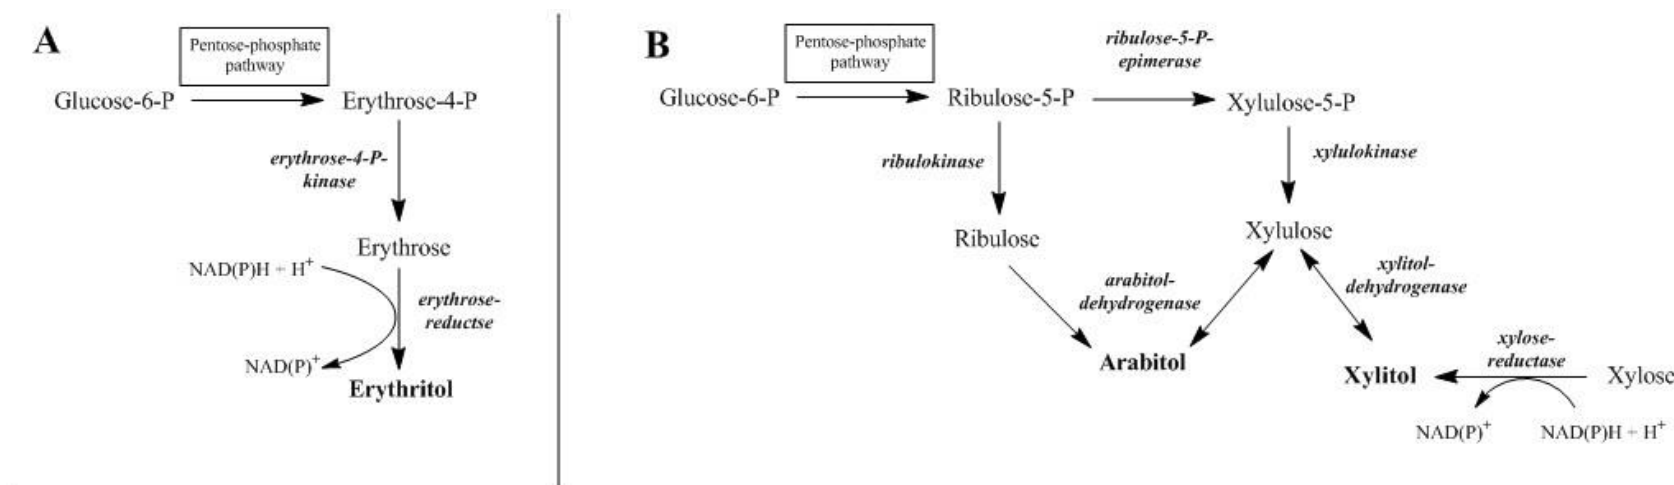 A
Pentose-phosphate
pathway
Glucose-6-P
Erythrose-4-P
erythrose-4-P-
kinase
Erythrose
NAD(P)H + H+
erythrose-
reductse
NAD(P)+
Erythritol
B
Pentose-phosphate
pathway
ribulose-5-P-
epimerase
Glucose-6-P
Ribulose-5-P
Xylulose-5-P
ribulokinase
xylulokinase
Ribulose
Xylulose
arabitol-
dehydrogenase
xylitol-
dehydrogenase
Arabitol
xylose-
reductase
Xylitol
Xylose
NAD(P)+
NAD(P)H + H+